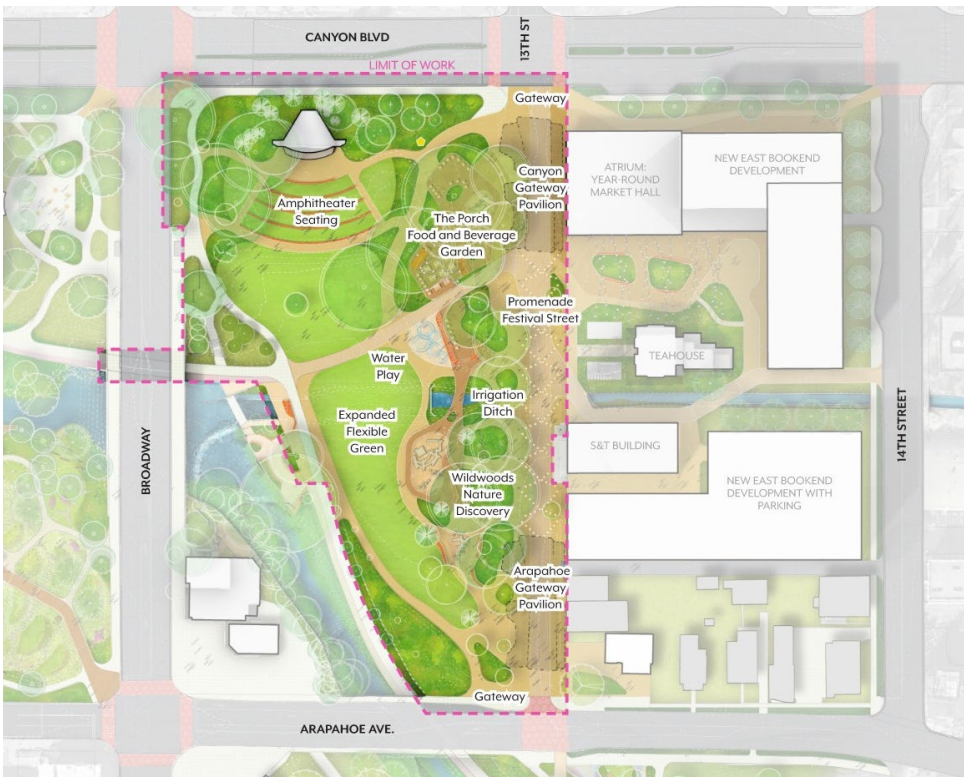 CANYON BLVD
13TH ST
LIMIT OF WORK
Gateway
Canyon
Gateway
Pavilion
ATRIUM:
YEAR-ROUND
MARKET HALL
NEW EAST BOOKEND
DEVELOPMENT
Amphitheater
Seating
The Porch
Food and Beverage
Garden
Promenade
Festival Street
TEAHOUSE
Water
Play
Irrigation
Ditch
Expanded
Flexible
Green
S&T BUILDING
BROADWAY
14TH STREET
Wildwoods
Nature
Discovery
NEW EAST BOOKEND
DEVELOPMENT WITH
PARKING
Arapahoe
Gateway
Pavilion
Gateway
ARAPAHOE AVE.